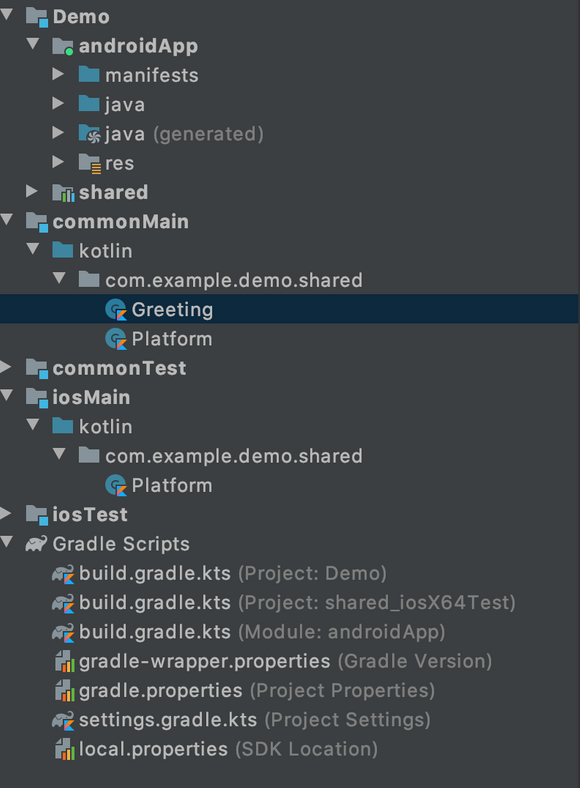 Demo
androidApp
manifests
java
java (generated)
res
shared
commonMain
kotlin
com.example.demo.shared
Greeting
Platform
commonTest
iosMain
kotlin
com.example.demo.shared
Platform
iosTest
Gradle Scripts
build.gradle.kts (Project: Demo)
build.gradle.kts (Project: shared_iosX64Test)
build.gradle.kts (Module: androidApp)
gradle-wrapper.properties (Gradle Version)
gradle.properties (Project Properties)
settings.gradle.kts (Project Settings)
local.properties (SDK Location)